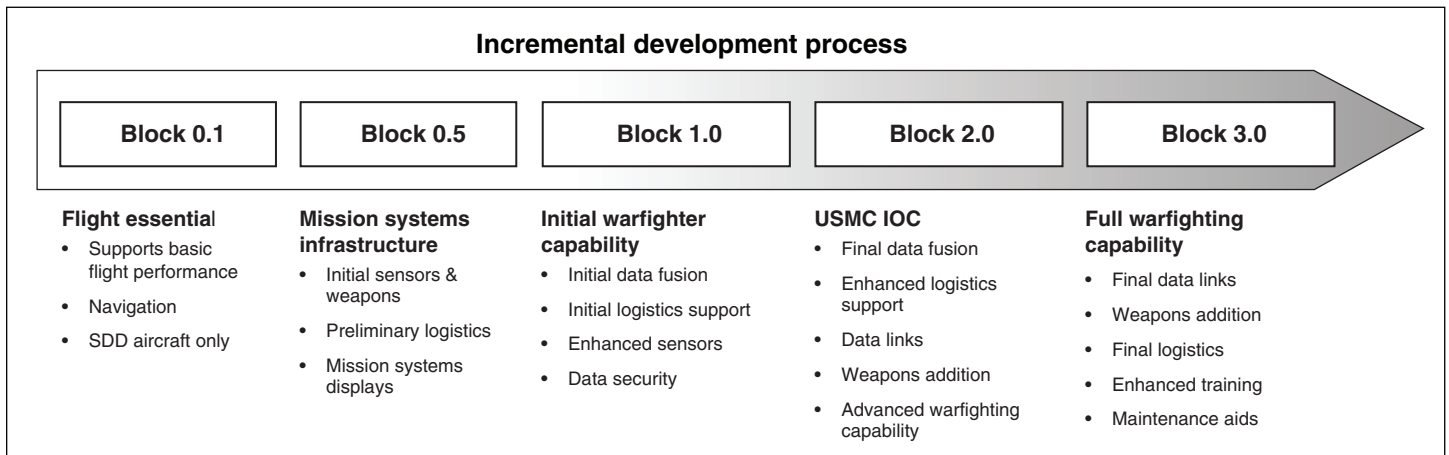 Incremental development process
Block 0.1
Block 0.5
Block 1.0
Block 2.0
Block 3.0
Flight essential
• Supports basic
flight performance
• Navigation
• SDD aircraft only
Mission systems
infrastructure
• Initial sensors &
weapons
• Preliminary logistics
• Mission systems
displays
Initial warfighter
capability
• Initial data fusion
• Initial logistics support
• Enhanced sensors
• Data security
USMC IOC
• Final data fusion
• Enhanced logistics
support
• Data links
• Weapons addition
• Advanced warfighting
capability
Full warfighting
capability
• Final data links
• Weapons addition
• Final logistics
• Enhanced training
• Maintenance aids